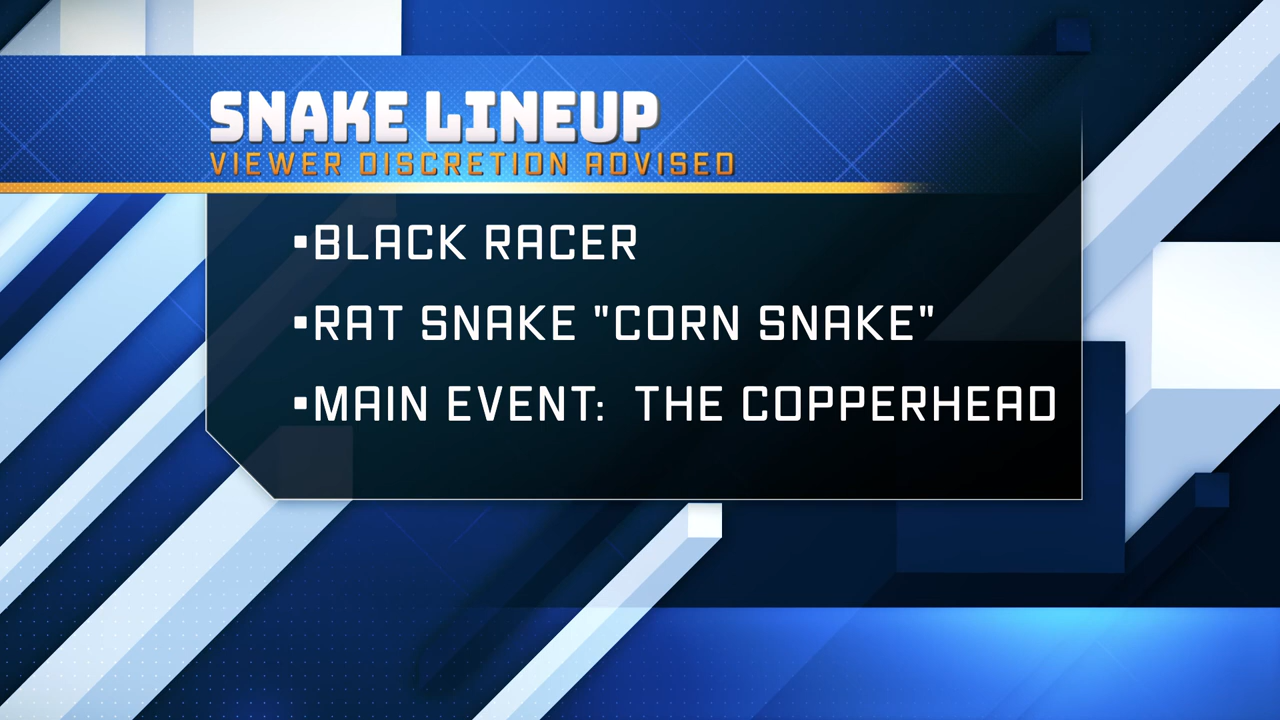 SNAKE LINEUP
VIEWER DISCRETION ADVISED
▪BLACK RACER
▪RAT SNAKE "CORN SNAKE"
▪MAIN EVENT: THE COPPERHEAD